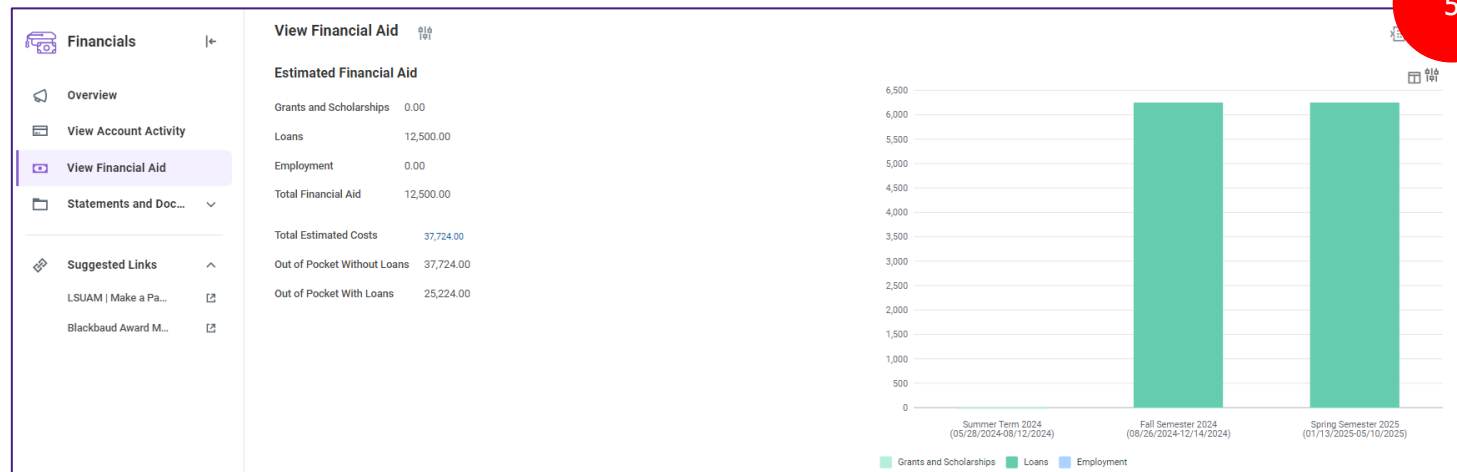 5
Financials
Overview
View Account Activity
View Financial Aid
Statements and Doc...
Suggested Links
LSUAM | Make a Pa...
Blackbaud Award M...
View Financial Aid
Estimated Financial Aid
Grants and Scholarships 0.00
Loans 12,500.00
Employment 0.00
Total Financial Aid 12,500.00
Total Estimated Costs 37,724.00
Out of Pocket Without Loans 37,724.00
Out of Pocket With Loans 25,224.00
6,500
6,000
5,500
5,000
4,500
4,000
3,500
3,000
2,500
2,000
1,500
1,000
500
0
Summer Term 2024 Fall Semester 2024 Spring Semester 2025
(05/28/2024-08/12/2024) (08/26/2024-12/14/2024) (01/13/2025-05/10/2025)
Grants and Scholarships Loans Employment